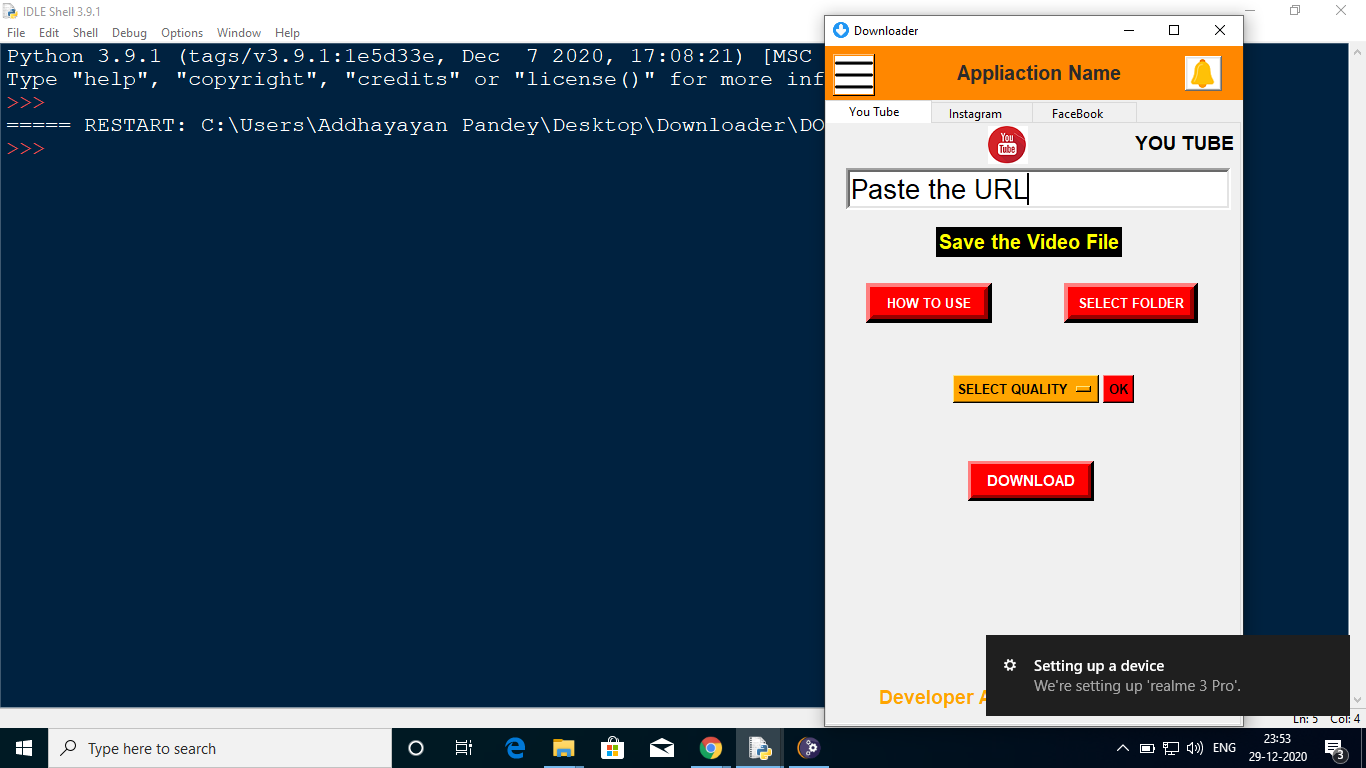 IDLE Shell 3.9.1
File Edit Shell Debug Options Window Help
Python 3.9.1 (tags/v3.9.1:1e5d33e, Dec  7 2020, 17:08:21) [MSC
Type "help", "copyright", "credits" or "license()" for more inf
>>>
===== RESTART: C:\Users\Addhayayan Pandey\Desktop\Downloader\DO
>>>
Downloader
Appliaction Name
You Tube Instagram FaceBook
You
Tube
YOU TUBE
Paste the URL
Save the Video File
HOW TO USE SELECT FOLDER
SELECT QUALITY OK
DOWNLOAD
Developer A
Setting up a device
We're setting up 'realme 3 Pro'.
Ln: 5 Col: 4
Type here to search
ENG
23:53
29-12-2020
3